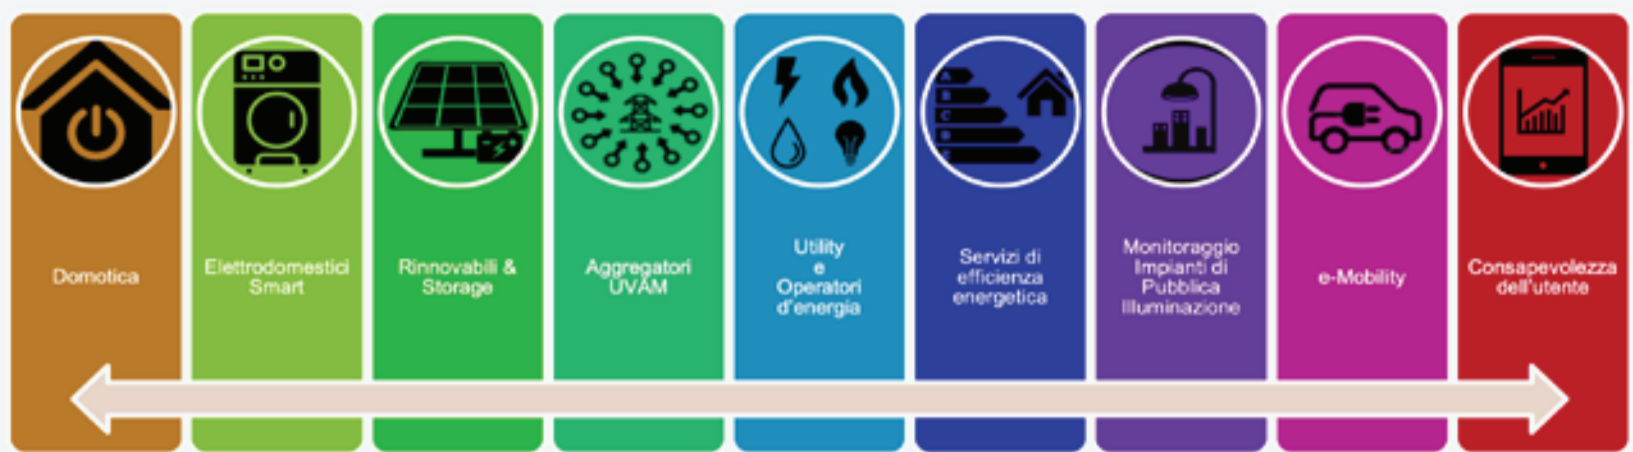 Domotica
Elettrodomestici
Smart
Rinnovabili &
Storage
Aggregatori
UVAM
Utility
e
Operatori
d'energia
Servizi di
efficienza
energetica
Monitoraggio
Impianti di
Pubblica
Illuminazione
e-Mobility
Consapevolezza
dell'utente